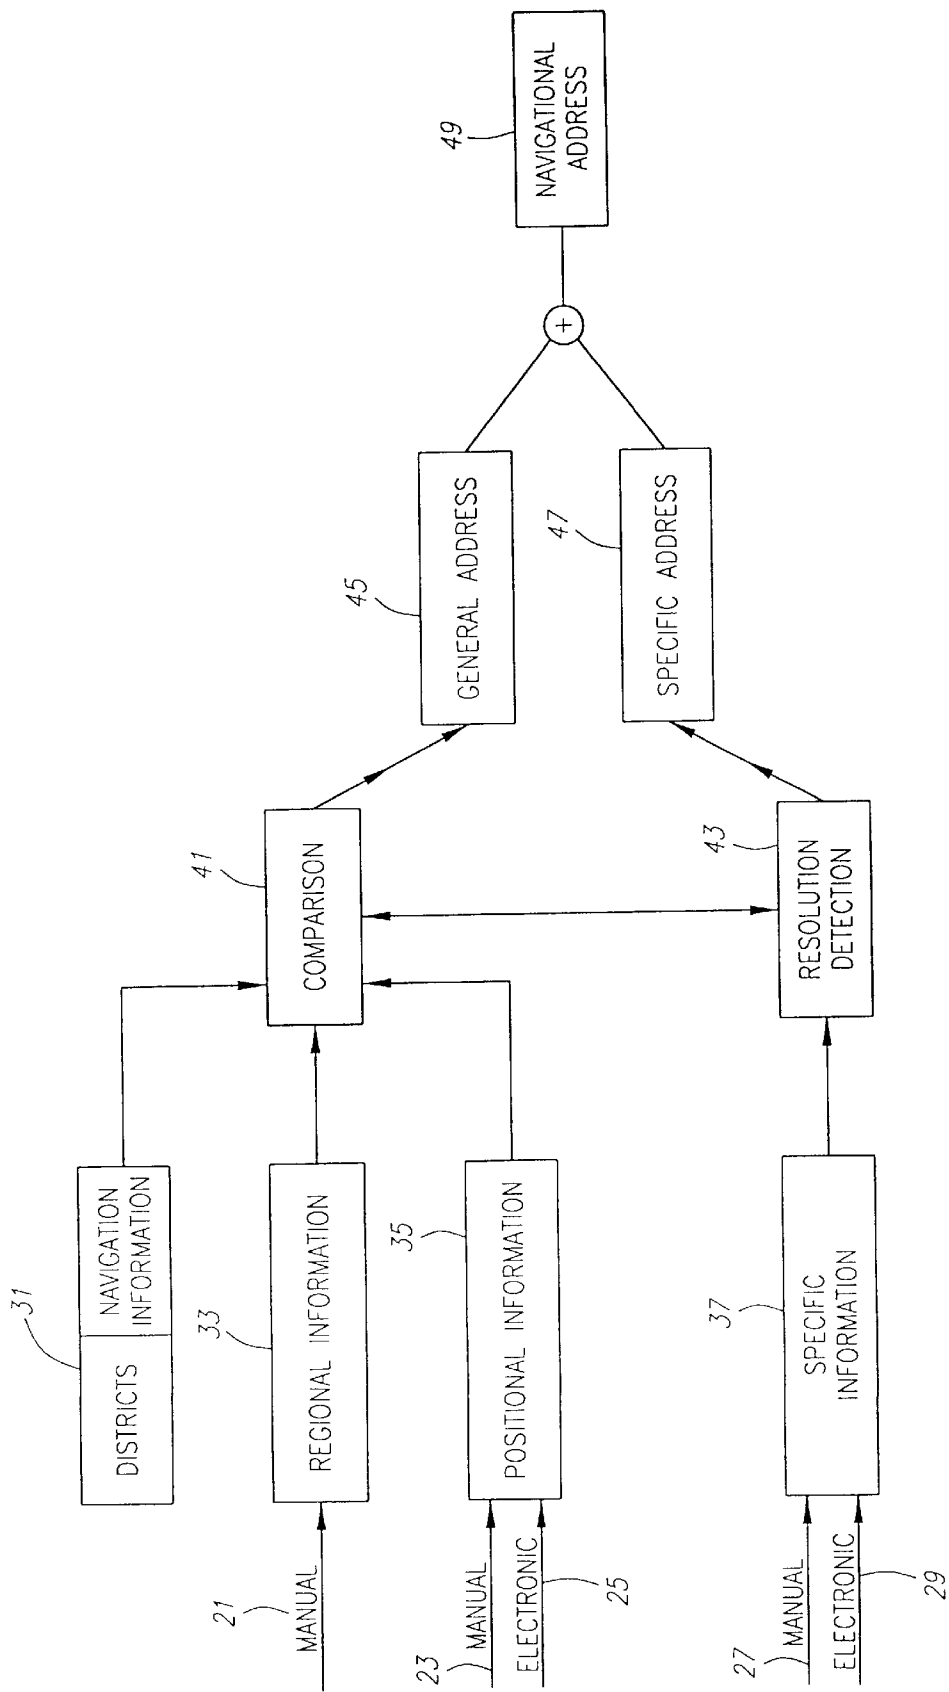 31
DISTRICTS
NAVIGATION
INFORMATION
21
MANUAL
33
REGIONAL INFORMATION
23
MANUAL
ELECTRONIC
25
35
POSITIONAL INFORMATION
27
MANUAL
ELECTRONIC
29
37
SPECIFIC
INFORMATION
41
COMPARISON
43
RESOLUTION
DETECTION
45
GENERAL ADDRESS
47
SPECIFIC ADDRESS
+
49
NAVIGATIONAL
ADDRESS